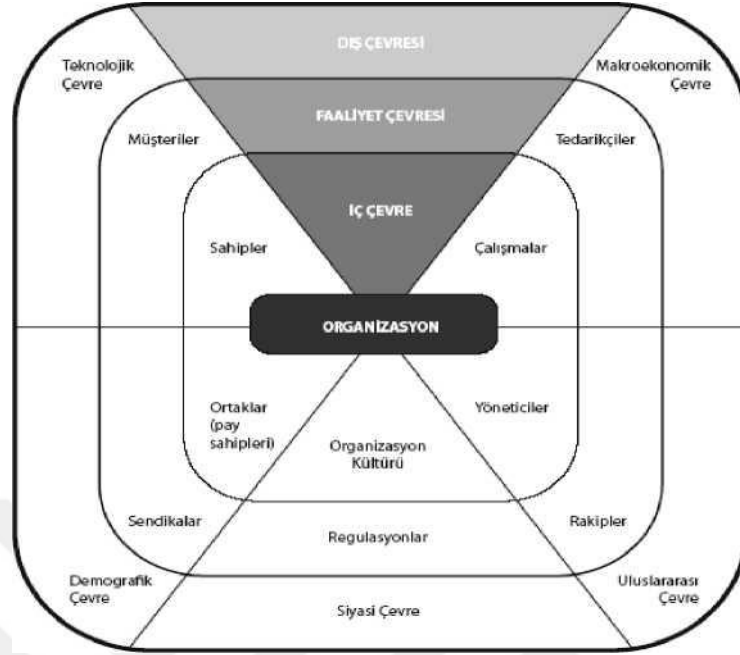 DIŞ ÇEVRESİ
Teknolojik
Çevre
Makroekonomik
Çevre
FAALİYET ÇEVRESİ
Müşteriler
Tedarikçiler
İÇ ÇEVRE
Sahipler
Çalışmalar
ORGANİZASYON
Ortaklar
(pay
sahipleri)
Yöneticiler
Organizasyon
Kültürü
Sendikalar
Regulasyonlar
Rakipler
Demografik
Çevre
Siyasi Çevre
Uluslararası
Çevre